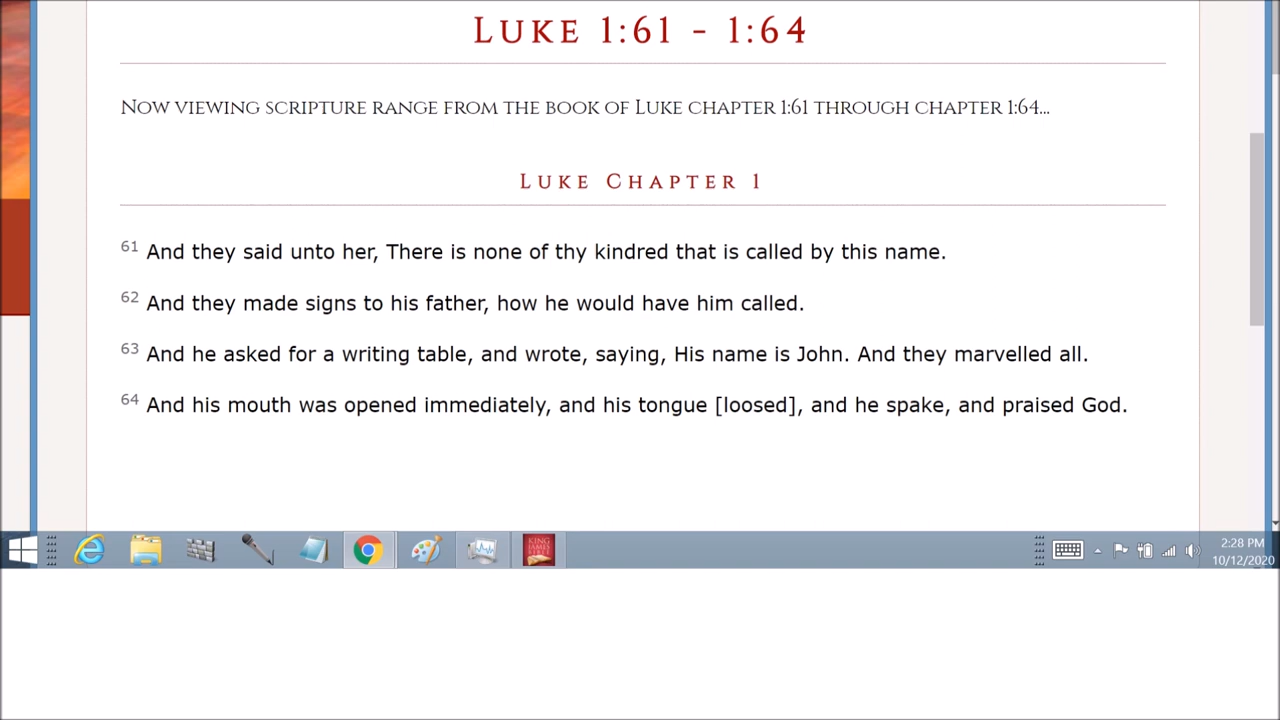 Luke 1:61 - 1:64
Now viewing scripture range from the book of Luke chapter 1:61 through chapter 1:64...
Luke Chapter 1
61 And they said unto her, There is none of thy kindred that is called by this name.
62 And they made signs to his father, how he would have him called.
63 And he asked for a writing table, and wrote, saying, His name is John. And they marvelled all.
64 And his mouth was opened immediately, and his tongue [loosed], and he spake, and praised God.
KING
JAMES
BIBLE
2:28 PM
10/12/2020